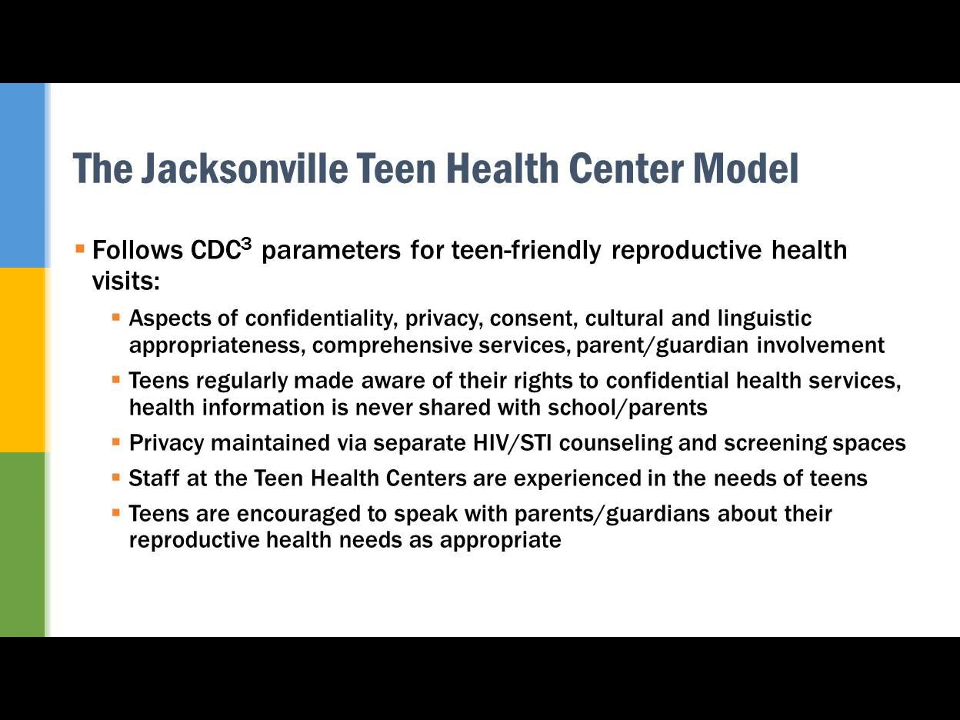 The Jacksonville Teen Health Center Model
▪ Follows CDC³ parameters for teen-friendly reproductive health
visits:
▪ Aspects of confidentiality, privacy, consent, cultural and linguistic
appropriateness, comprehensive services, parent/guardian involvement
▪ Teens regularly made aware of their rights to confidential health services,
health information is never shared with school/parents
▪ Privacy maintained via separate HIV/STI counseling and screening spaces
▪ Staff at the Teen Health Centers are experienced in the needs of teens
▪ Teens are encouraged to speak with parents/guardians about their
reproductive health needs as appropriate